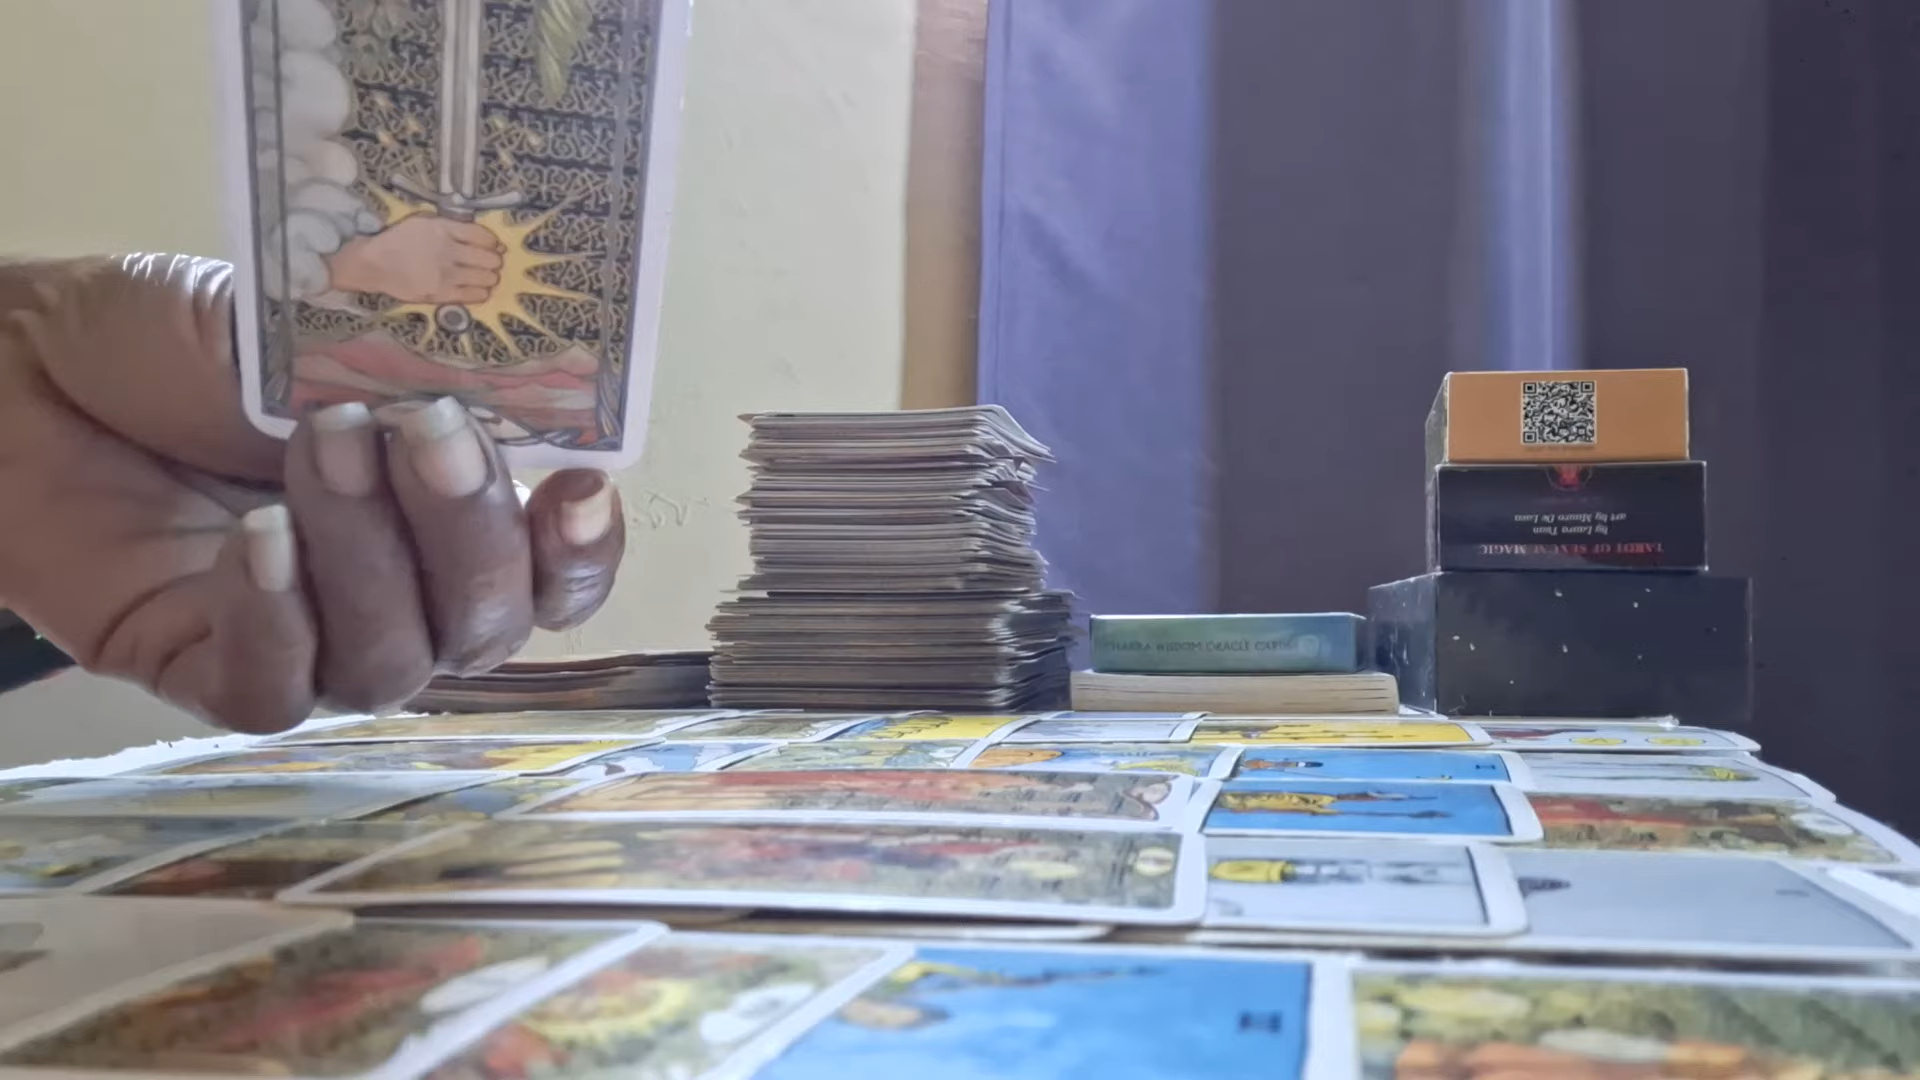 TAROT OF SEXUAL MAGIC
by Laura Tuan
art by Mauro De Luca
CHAKRA WISDOM ORACLE CARDS